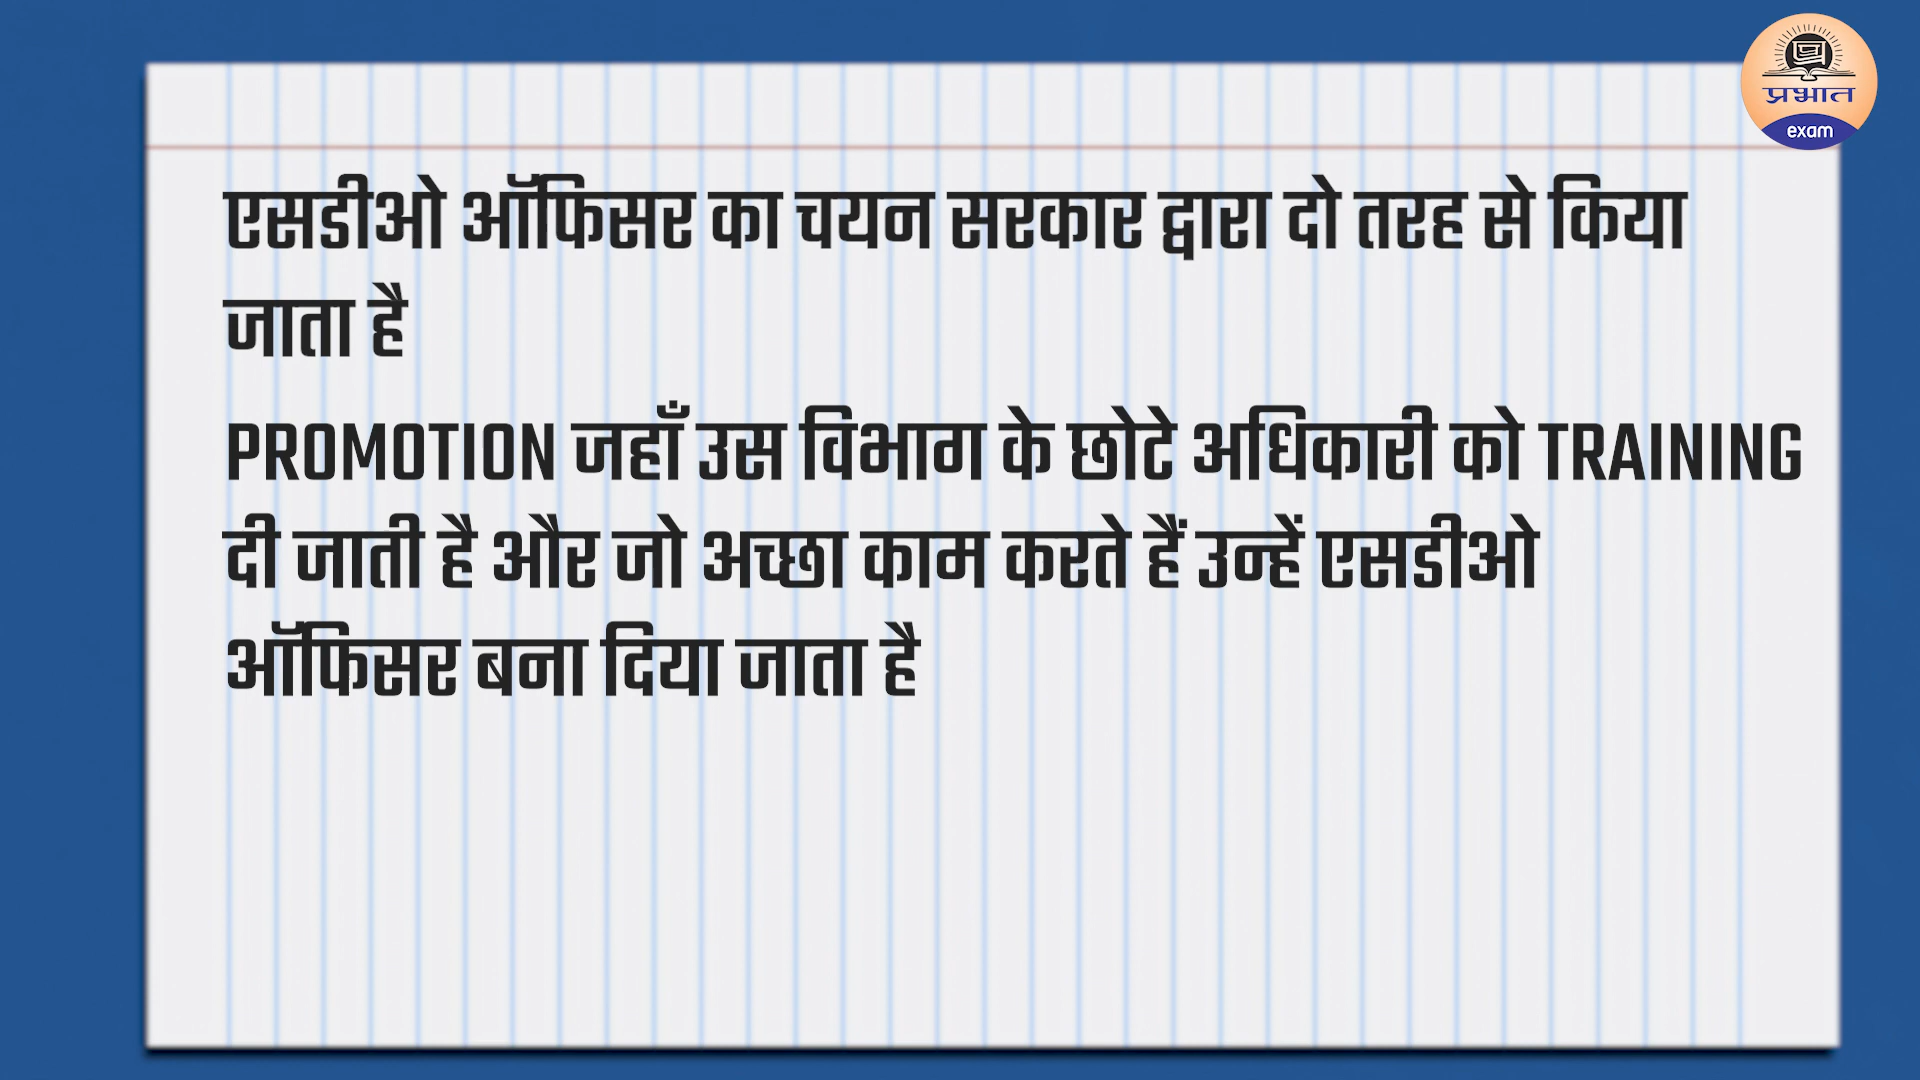 प्रभात
exam
एसडीओ ऑफिसर का चयन सरकार द्वारा दो तरह से किया
जाता है
PROMOTION जहाँ उस विभाग के छोटे अधिकारी को TRAINING
दी जाती है और जो अच्छा काम करते हैं उन्हें एसडीओ
ऑफिसर बना दिया जाता है